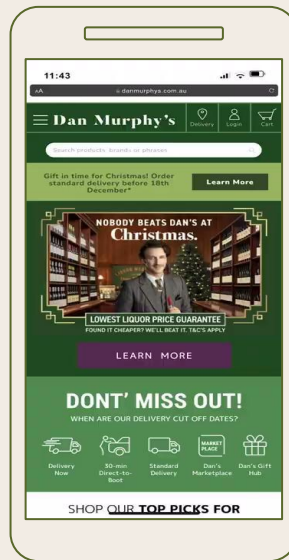 11:43
AA
danmurphys.com.au
Dan Murphy's
Delivery
Login
Cart
Search products, brands or phrases
Gift in time for Christmas! Order
standard delivery before 18th
December*
Learn More
NOBODY BEATS DAN'S AT
Christmas.
LOWEST LIQUOR PRICE GUARANTEE
FOUND IT CHEAPER? WE'LL BEAT IT. T&C'S APPLY
LEARN MORE
DONT' MISS OUT!
WHEN ARE OUR DELIVERY CUT OFF DATES?
Delivery
Now
30-min
Direct-to-
Boot
Standard
Delivery
MARKET
PLACE
Dan's
Marketplace
Dan's Gift
Hub
SHOP OUR TOP PICKS FOR